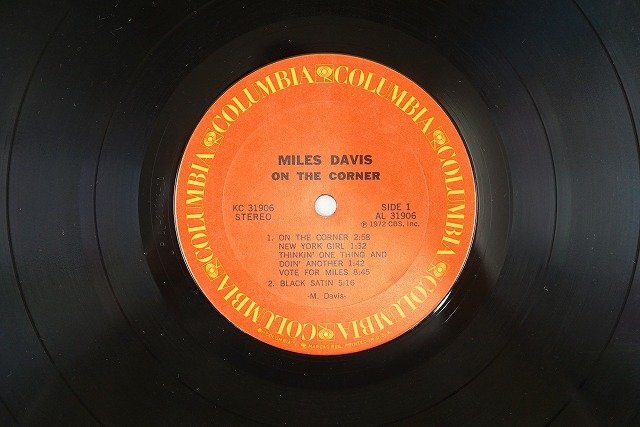 COLUMBIA COLUMBIA COLUMBIA COLUMBIA COLUMBIA COLUMBIA
MILES DAVIS
ON THE CORNER
KC 31906
STEREO
SIDE 1
AL 31906
℗ 1972 CBS, Inc.
1. ON THE CORNER 2:58
NEW YORK GIRL 1:32
THINKIN' ONE THING AND
DOIN' ANOTHER 1:42
VOTE FOR MILES 8:45
2. BLACK SATIN 5:16
-M. Davis-